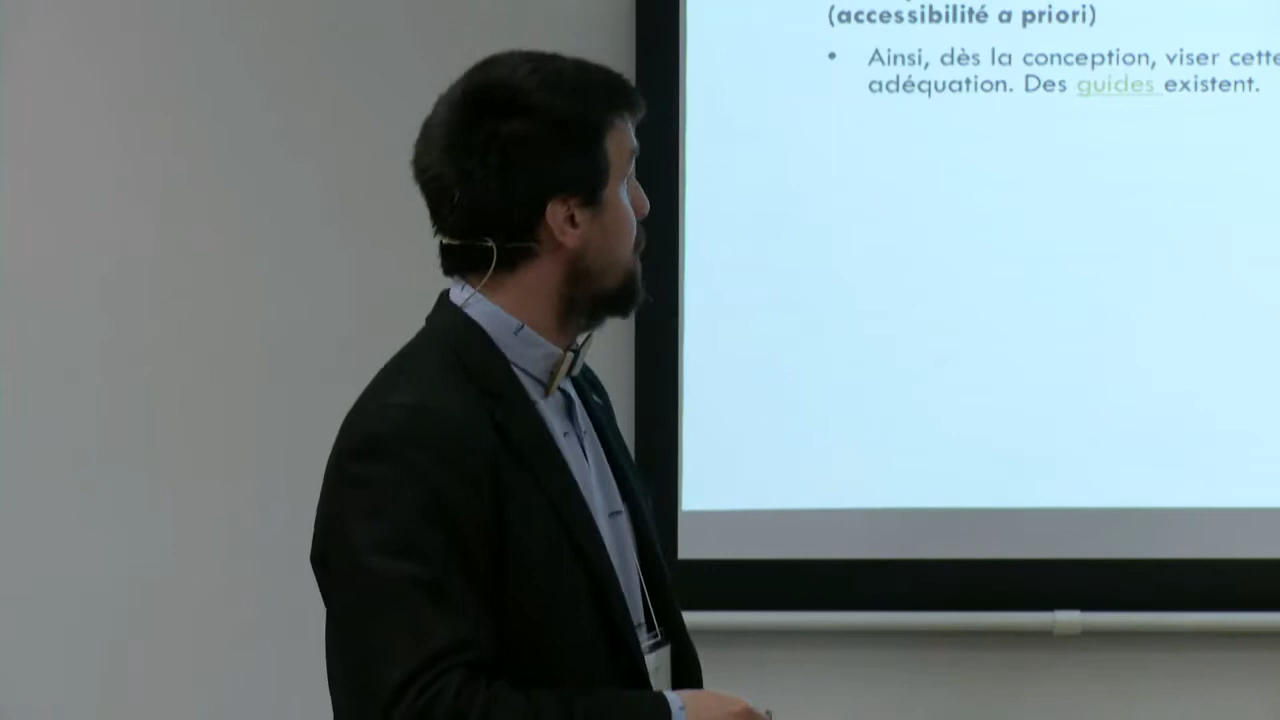 (accessibilité a priori)
• Ainsi, dès la conception, viser cette
adéquation. Des guides existent.